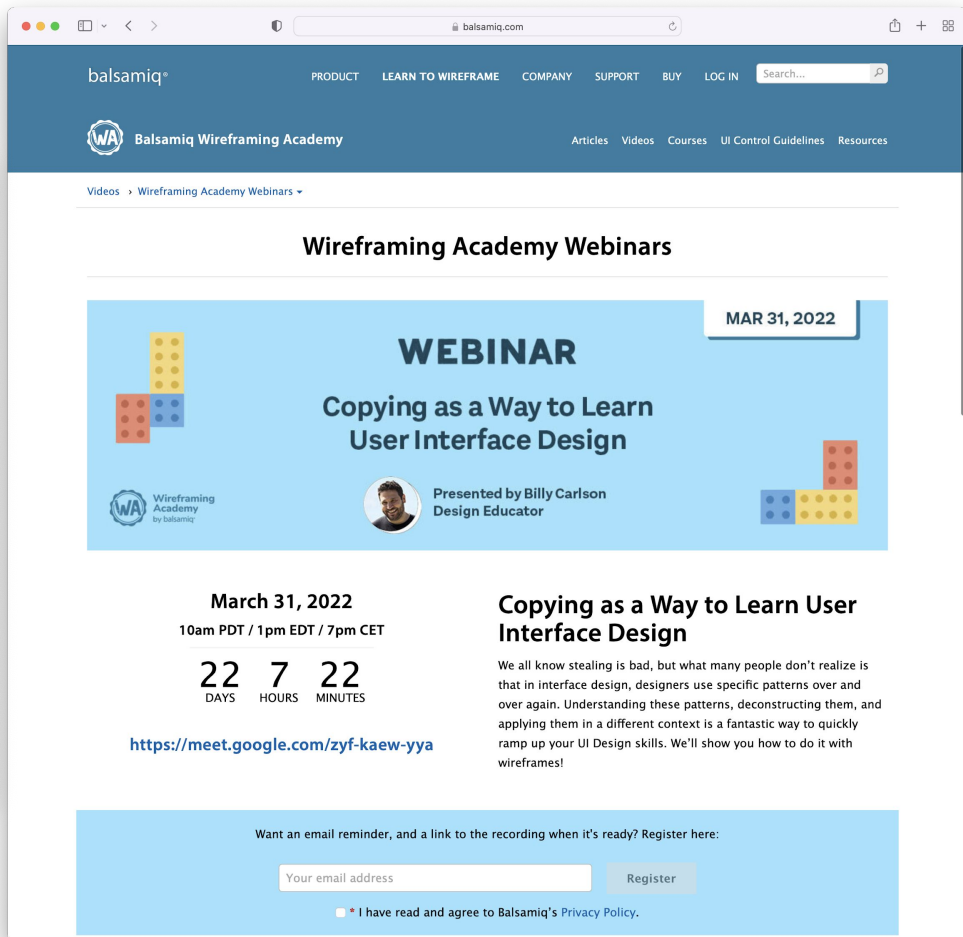 balsamiq.com
balsamiq®
PRODUCT LEARN TO WIREFRAME COMPANY SUPPORT BUY LOG IN Search...
WA Balsamiq Wireframing Academy
Articles Videos Courses UI Control Guidelines Resources
Videos › Wireframing Academy Webinars
Wireframing Academy Webinars
MAR 31, 2022
WEBINAR
Copying as a Way to Learn
User Interface Design
WA Wireframing
Academy
by balsamiq®
Presented by Billy Carlson
Design Educator
March 31, 2022
10am PDT / 1pm EDT / 7pm CET
22 7 22
DAYS HOURS MINUTES
https://meet.google.com/zyf-kaew-yya
Copying as a Way to Learn User
Interface Design
We all know stealing is bad, but what many people don’t realize is
that in interface design, designers use specific patterns over and
over again. Understanding these patterns, deconstructing them, and
applying them in a different context is a fantastic way to quickly
ramp up your UI Design skills. We’ll show you how to do it with
wireframes!
Want an email reminder, and a link to the recording when it's ready? Register here:
Your email address Register
* I have read and agree to Balsamiq's Privacy Policy.